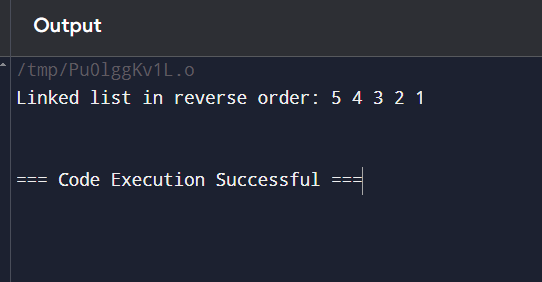 Output
/tmp/Pu0lggKv1L.o
Linked list in reverse order: 5 4 3 2 1
=== Code Execution Successful ===